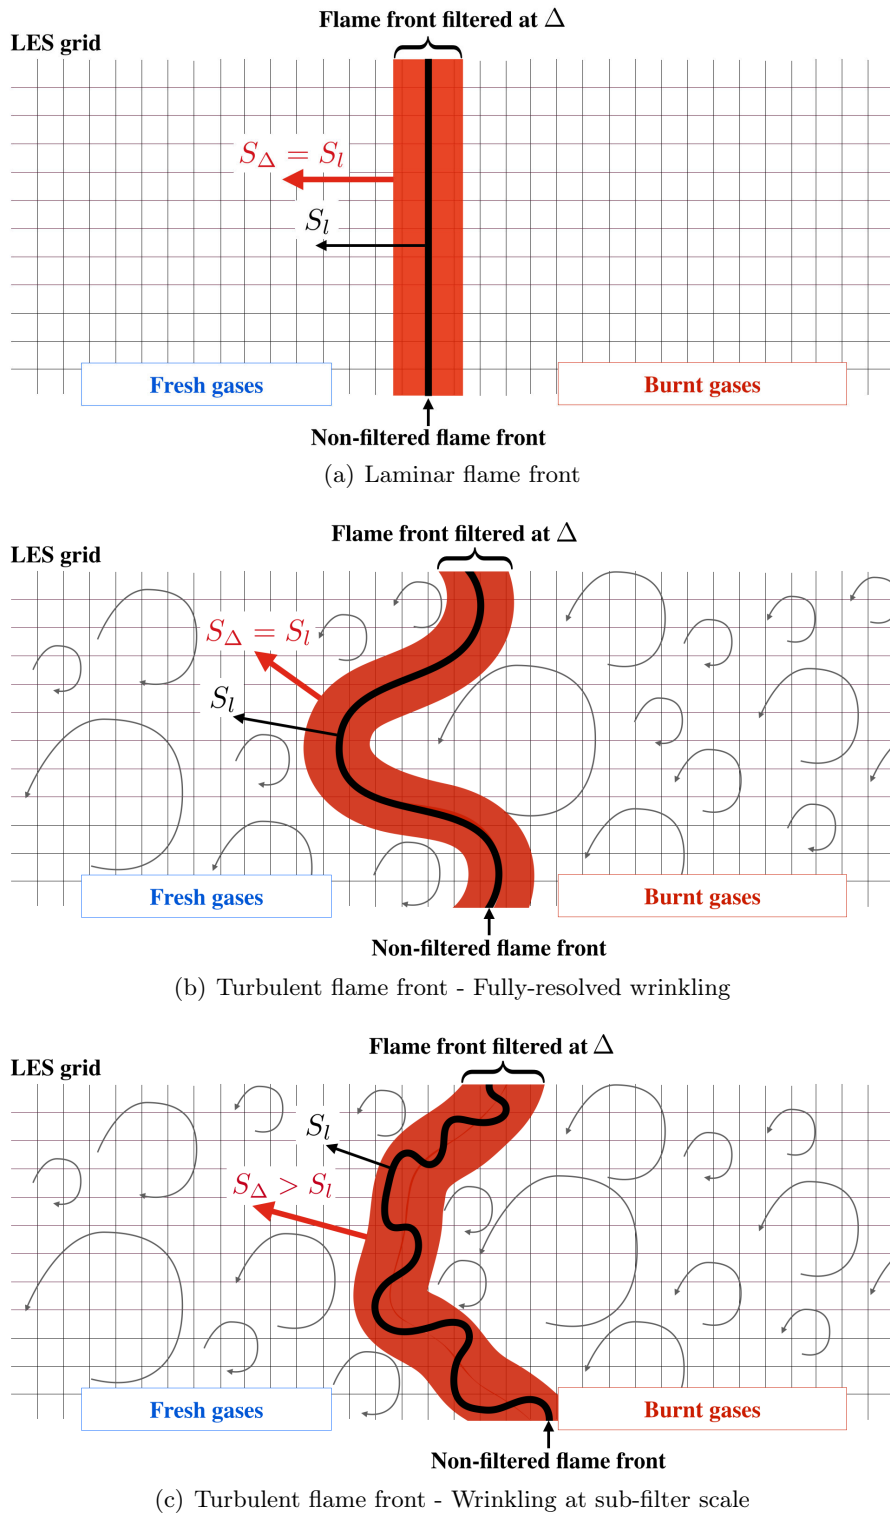 Flame front filtered at Δ
LES grid
S_Δ = S_l
S_l
Fresh gases
Burnt gases
Non-filtered flame front
(a) Laminar flame front
Flame front filtered at Δ
LES grid
S_Δ = S_l
S_l
Fresh gases
Burnt gases
Non-filtered flame front
(b) Turbulent flame front - Fully-resolved wrinkling
Flame front filtered at Δ
LES grid
S_l
S_Δ > S_l
Fresh gases
Burnt gases
Non-filtered flame front
(c) Turbulent flame front - Wrinkling at sub-filter scale